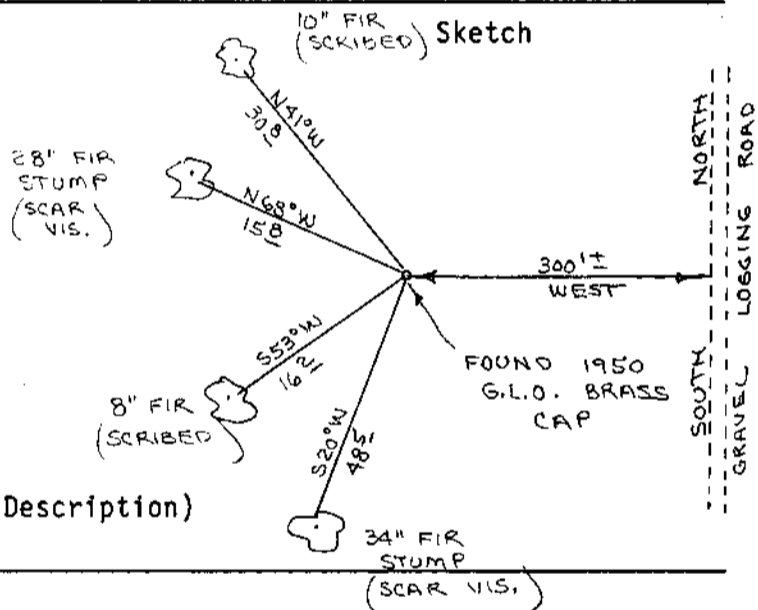 10" FIR
(SCRIBED)
Sketch
N41°W
30 8
28" FIR
STUMP
(SCAR
VIS.)
N68°W
15 8
300'±
WEST
NORTH
SOUTH
GRAVEL LOGGING ROAD
S53°W
16 2
8" FIR
(SCRIBED)
FOUND 1950
G.L.O. BRASS
CAP
S20°W
48 5
Description)
34" FIR
STUMP
(SCAR VIS.)